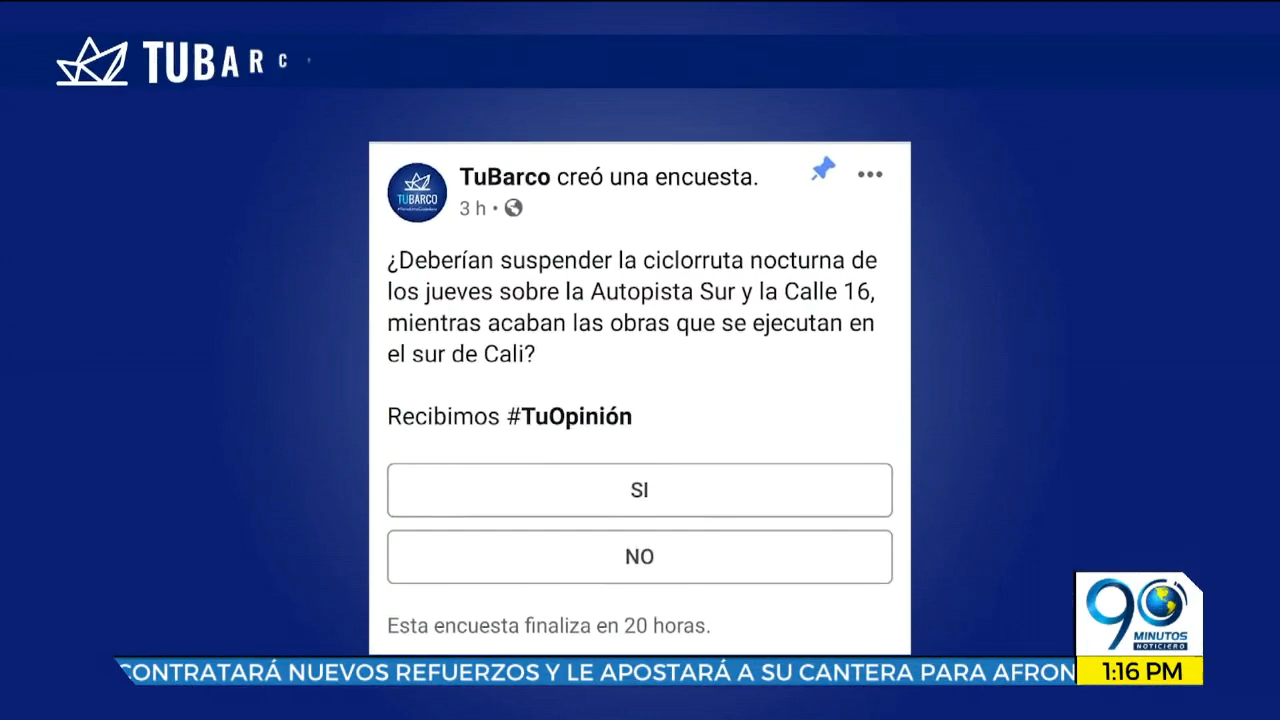 TUBARC
TuBarco creó una encuesta.
3 h •
TUBARCO
¿Deberían suspender la ciclorruta nocturna de
los jueves sobre la Autopista Sur y la Calle 16,
mientras acaban las obras que se ejecutan en
el sur de Cali?
Recibimos #TuOpinión
SI
NO
Esta encuesta finaliza en 20 horas.
90
MINUTOS
NOTICIERO
CONTRATARÁ NUEVOS REFUERZOS Y LE APOSTARÁ A SU CANTERA PARA AFRON
1:16 PM